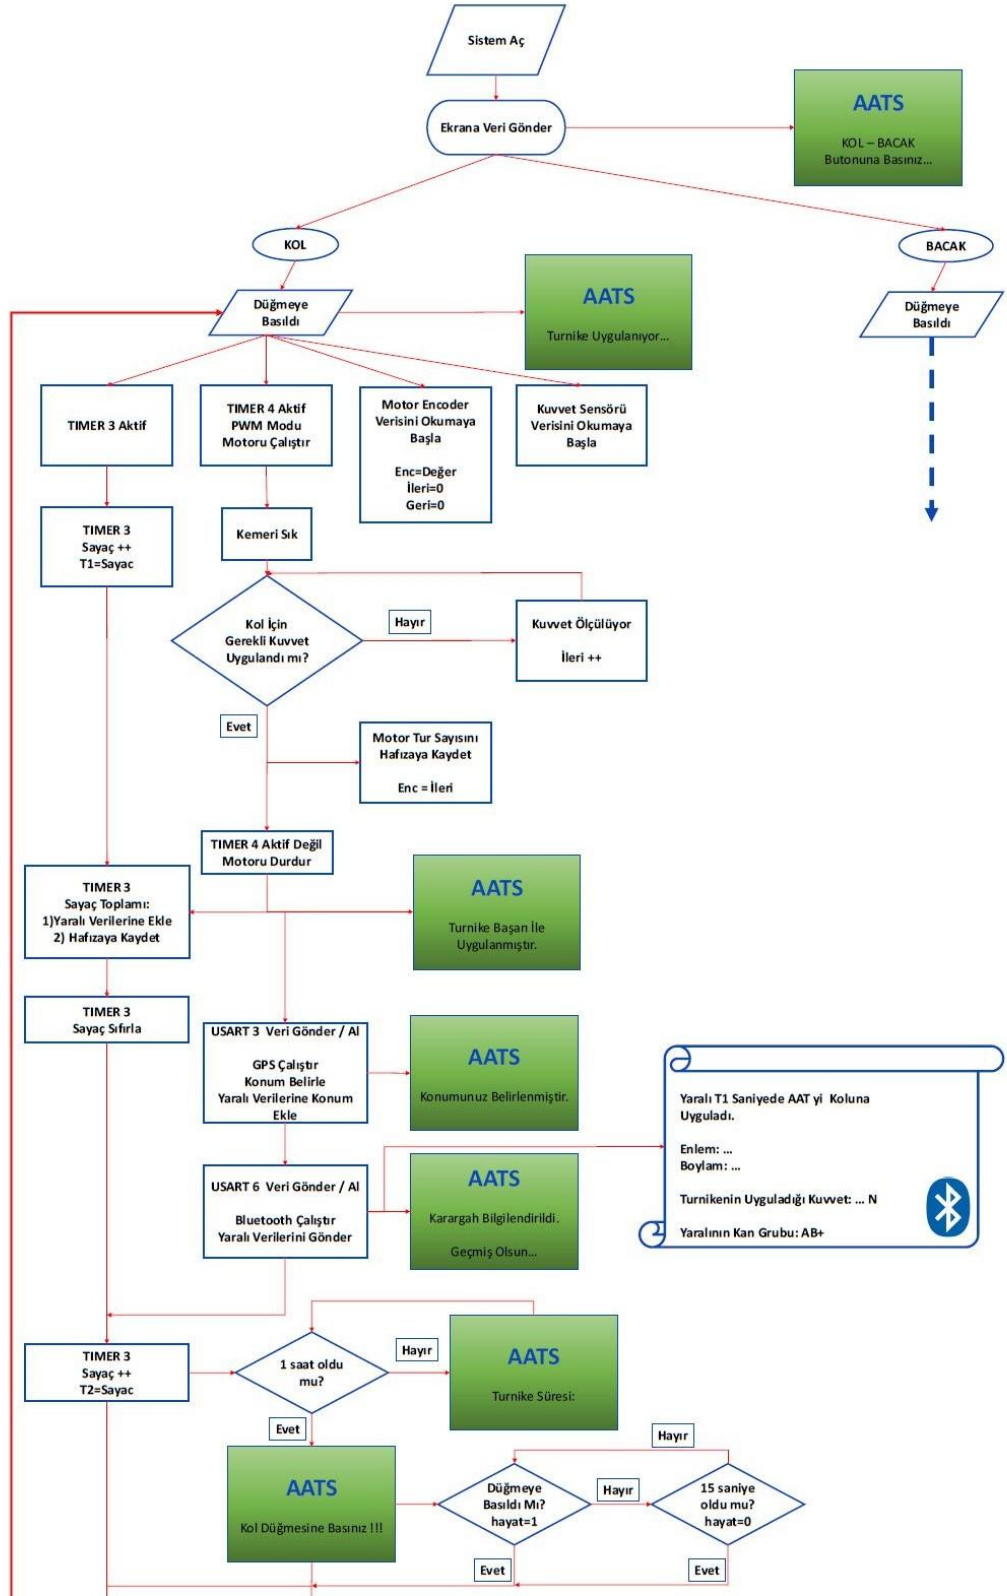 Sistem Aç
Ekrana Veri Gönder
AATS
KOL – BACAK
Butonuna Basınız...
KOL
BACAK
Düğmeye
Basıldı
AATS
Turnike Uygulanıyor...
Düğmeye
Basıldı
TIMER 3 Aktif
TIMER 4 Aktif
PWM Modu
Motoru Çalıştır
Motor Encoder
Verisini Okumaya
Başla
Enc=Değer
İleri=0
Geri=0
Kuvvet Sensörü
Verisini Okumaya
Başla
TIMER 3
Sayaç ++
T1=Sayac
Kemeri Sık
Kol İçin
Gerekli Kuvvet
Uygulandı mı?
Hayır
Kuvvet Ölçülüyor
İleri ++
Evet
Motor Tur Sayısını
Hafızaya Kaydet
Enc = İleri
TIMER 4 Aktif Değil
Motoru Durdur
TIMER 3
Sayaç Toplamı:
1)Yaralı Verilerine Ekle
2) Hafızaya Kaydet
AATS
Turnike Başarı İle
Uygulanmıştır.
TIMER 3
Sayaç Sıfırla
USART 3 Veri Gönder / Al
GPS Çalıştır
Konum Belirle
Yaralı Verilerine Konum
Ekle
AATS
Konumunuz Belirlenmiştir.
Yaralı T1 Saniyede AAT yi Koluna
Uyguladı.
Enlem: ...
Boylam: ...
Turnikenin Uyguladığı Kuvvet: ... N
Yaralının Kan Grubu: AB+
USART 6 Veri Gönder / Al
Bluetooth Çalıştır
Yaralı Verilerini Gönder
AATS
Karargah Bilgilendirildi.
Geçmiş Olsun...
TIMER 3
Sayaç ++
T2=Sayac
1 saat oldu
mu?
Hayır
AATS
Turnike Süresi:
Evet
AATS
Kol Düğmesine Basınız !!!
Düğmeye
Basıldı Mı?
hayat=1
Hayır
Hayır
15 saniye
oldu mu?
hayat=0
Evet
Evet